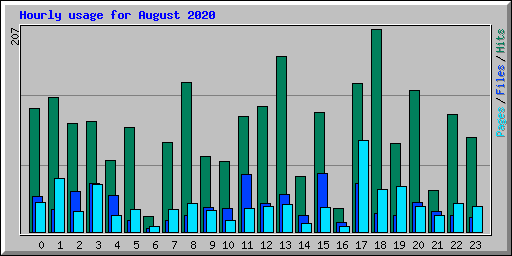 Hourly usage for August 2020
207
Pages / Files / Hits
0 1 2 3 4 5 6 7 8 9 10 11 12 13 14 15 16 17 18 19 20 21 22 23